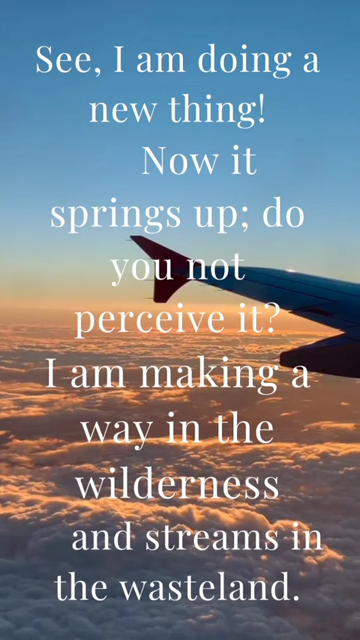 See, I am doing a
new thing!
Now it
springs up; do
you not
perceive it?
I am making a
way in the
wilderness
and streams in
the wasteland.